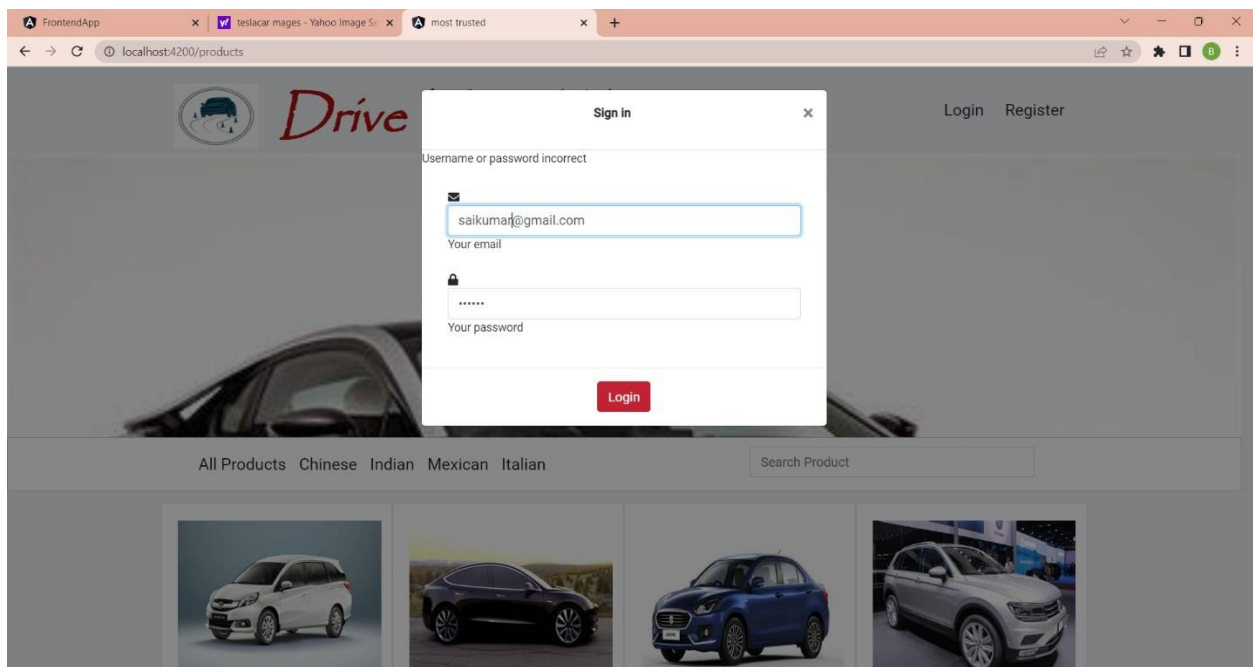 FrontendApp
teslacar mages - Yahoo Image Se
most trusted
localhost:4200/products
B
Drive
Sign in
Login Register
Username or password incorrect
saikumar@gmail.com
Your email
••••••
Your password
Login
All Products Chinese Indian Mexican Italian
Search Product